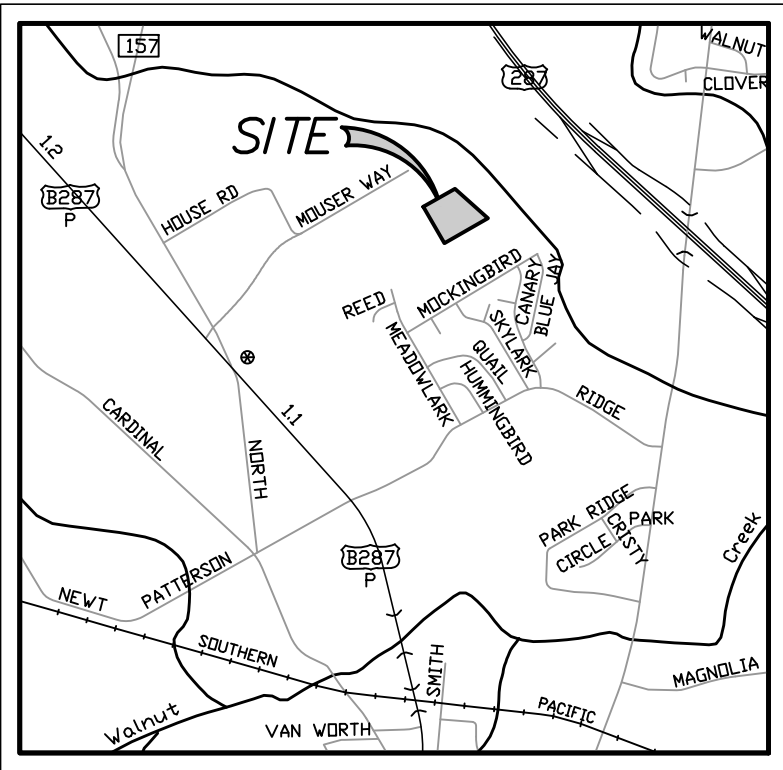 157
WALNUT
287
CLOVER
SITE
1.2
B287
P
HOUSE RD
MOUSER WAY
MOCKINGBIRD
CANARY
BLUE JAY
REED
MEADOWLARK
SKYLARK
QUAIL
HUMMINGBIRD
RIDGE
1.1
CARDINAL
NORTH
PARK RIDGE
PARK
CRISTY
CIRCLE
Creek
B287
P
PATTERSON
NEWT
SOUTHERN
SMITH
MAGNOLIA
PACIFIC
Walnut
VAN WORTH